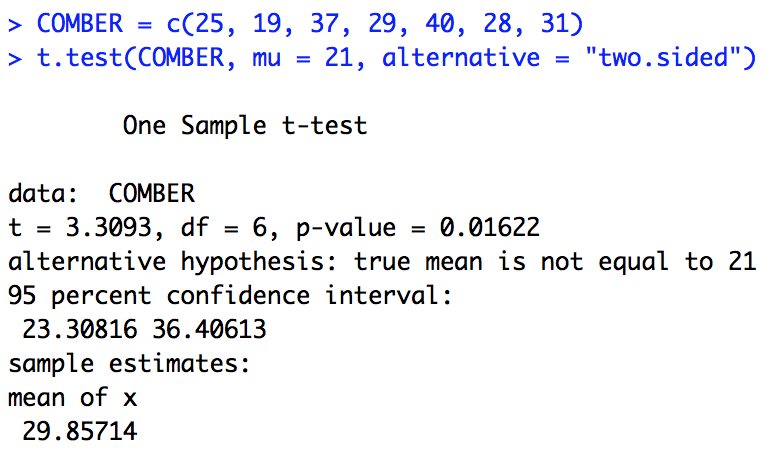 > COMBER = c(25, 19, 37, 29, 40, 28, 31)
> t.test(COMBER, mu = 21, alternative = "two.sided")
One Sample t-test
data:  COMBER
t = 3.3093, df = 6, p-value = 0.01622
alternative hypothesis: true mean is not equal to 21
95 percent confidence interval:
23.30816 36.40613
sample estimates:
mean of x
29.85714